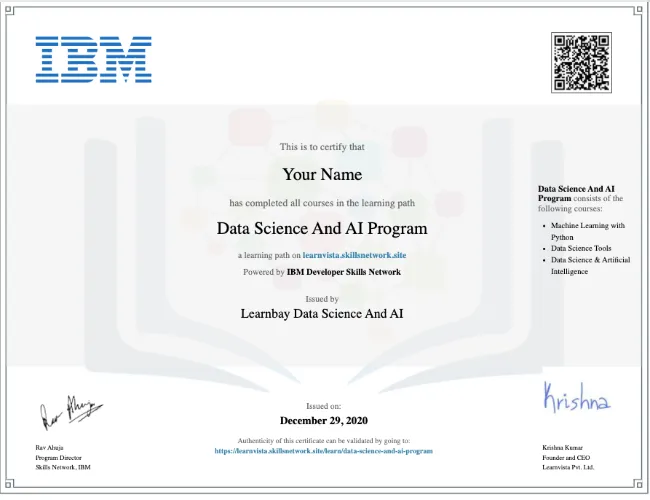 IBM
This is to certify that
Your Name
has completed all courses in the learning path
Data Science And AI Program
a learning path on learnvista.skillsnetwork.site
Powered by IBM Developer Skills Network
Issued by
Learnbay Data Science And AI
Data Science And AI
Program consists of the
following courses:
• Machine Learning with
Python
• Data Science Tools
• Data Science & Artificial
Intelligence
Rav Ahuja
Rav Ahuja
Program Director
Skills Network, IBM
Issued on:
December 29, 2020
Authenticity of this certificate can be validated by going to:
https://learnvista.skillsnetwork.site/learn/data-science-and-ai-program
Krishna
Krishna Kumar
Founder and CEO
Learnvista Pvt. Ltd.